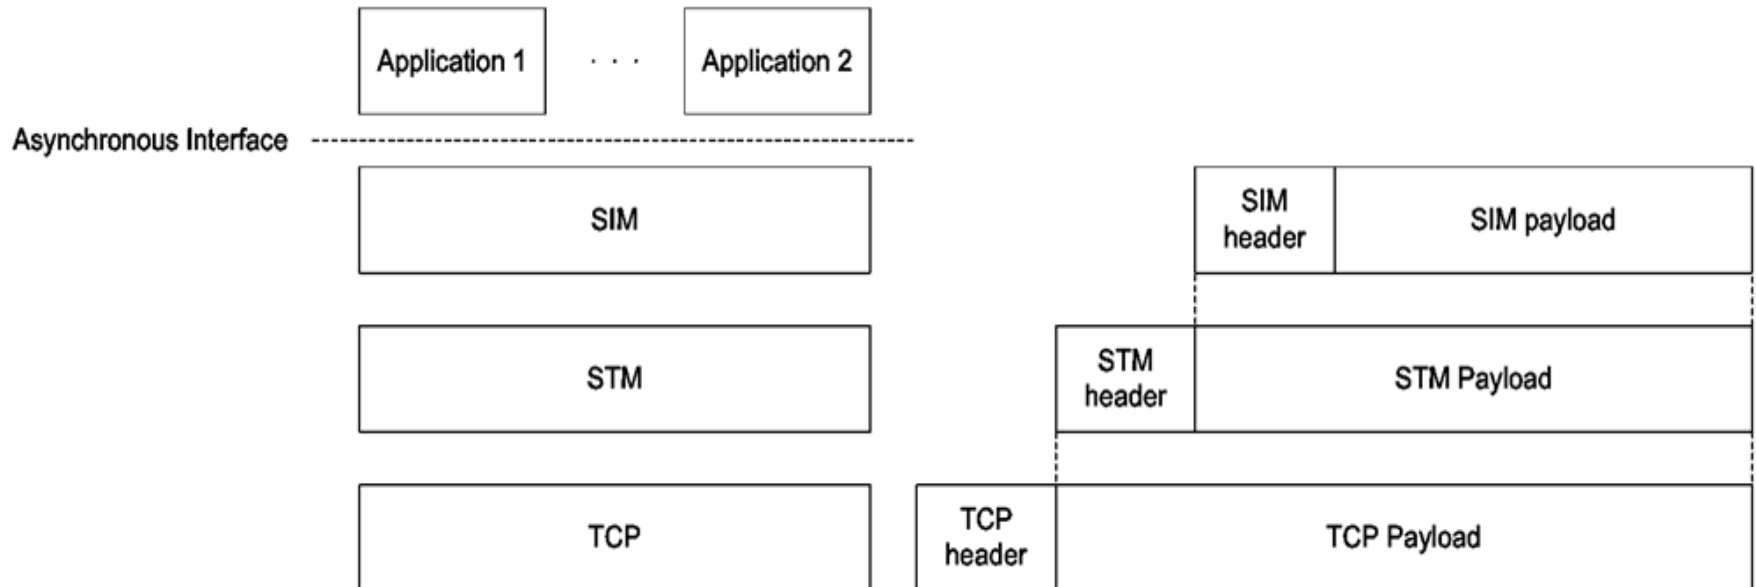 Application 1
. . .
Application 2
Asynchronous Interface
SIM
SIM
header
SIM payload
STM
STM
header
STM Payload
TCP
TCP
header
TCP Payload